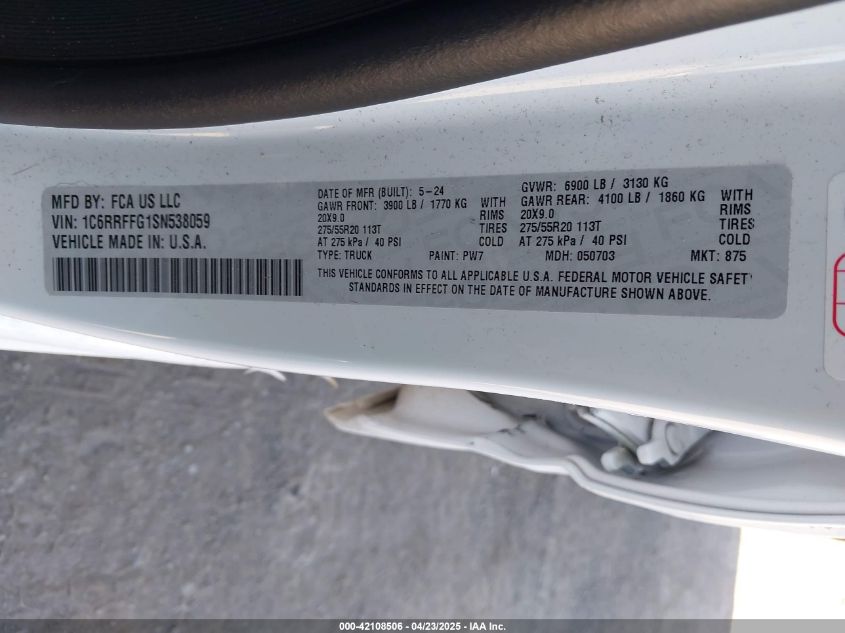 MFD BY: FCA US LLC
VIN: 1C6RRFFG1SN538059
VEHICLE MADE IN: U.S.A.
DATE OF MFR (BUILT): 5-24
GAWR FRONT: 3900 LB / 1770 KG WITH
20X9.0 RIMS
275/55R20 113T TIRES
AT 275 kPa / 40 PSI COLD
TYPE: TRUCK PAINT: PW7
GVWR: 6900 LB / 3130 KG
GAWR REAR: 4100 LB / 1860 KG WITH
20X9.0 RIMS
275/55R20 113T TIRES
AT 275 kPa / 40 PSI COLD
MDH: 050703 MKT: 875
THIS VEHICLE CONFORMS TO ALL APPLICABLE U.S.A. FEDERAL MOTOR VEHICLE SAFETY
STANDARDS IN EFFECT ON THE DATE OF MANUFACTURE SHOWN ABOVE.
000-42108506 - 04/23/2025 - IAA Inc.